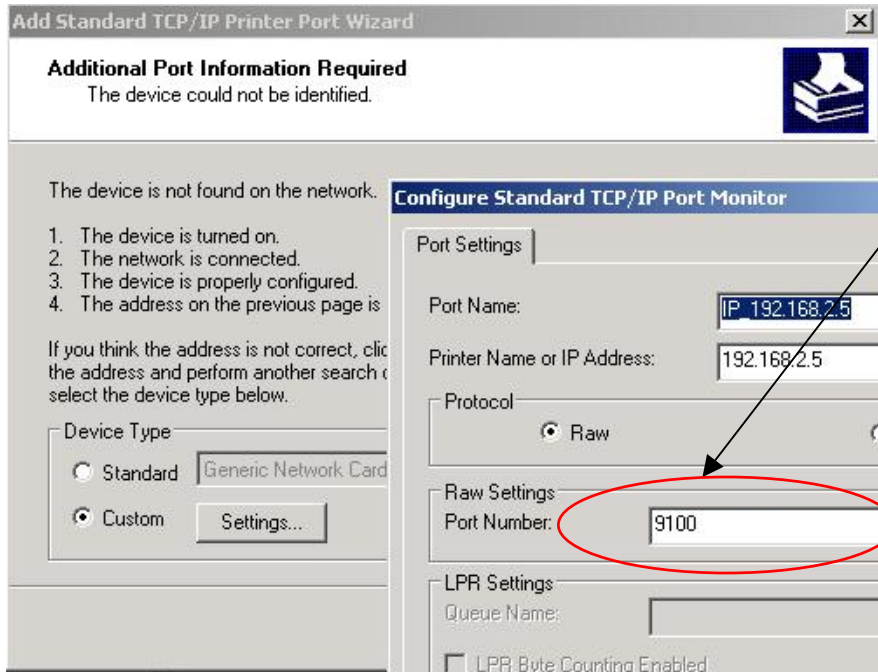 Add Standard TCP/IP Printer Port Wizard
Additional Port Information Required
The device could not be identified.
The device is not found on the network.
1. The device is turned on.
2. The network is connected.
3. The device is properly configured.
4. The address on the previous page is
If you think the address is not correct, clic
the address and perform another search
select the device type below.
Device Type
Standard
Generic Network Card
Custom
Settings...
Configure Standard TCP/IP Port Monitor
Port Settings
Port Name:
IP_192.168.2.5
Printer Name or IP Address:
192.168.2.5
Protocol
Raw
Raw Settings
Port Number:
9100
LPR Settings
Queue Name:
LPR Byte Counting Enabled